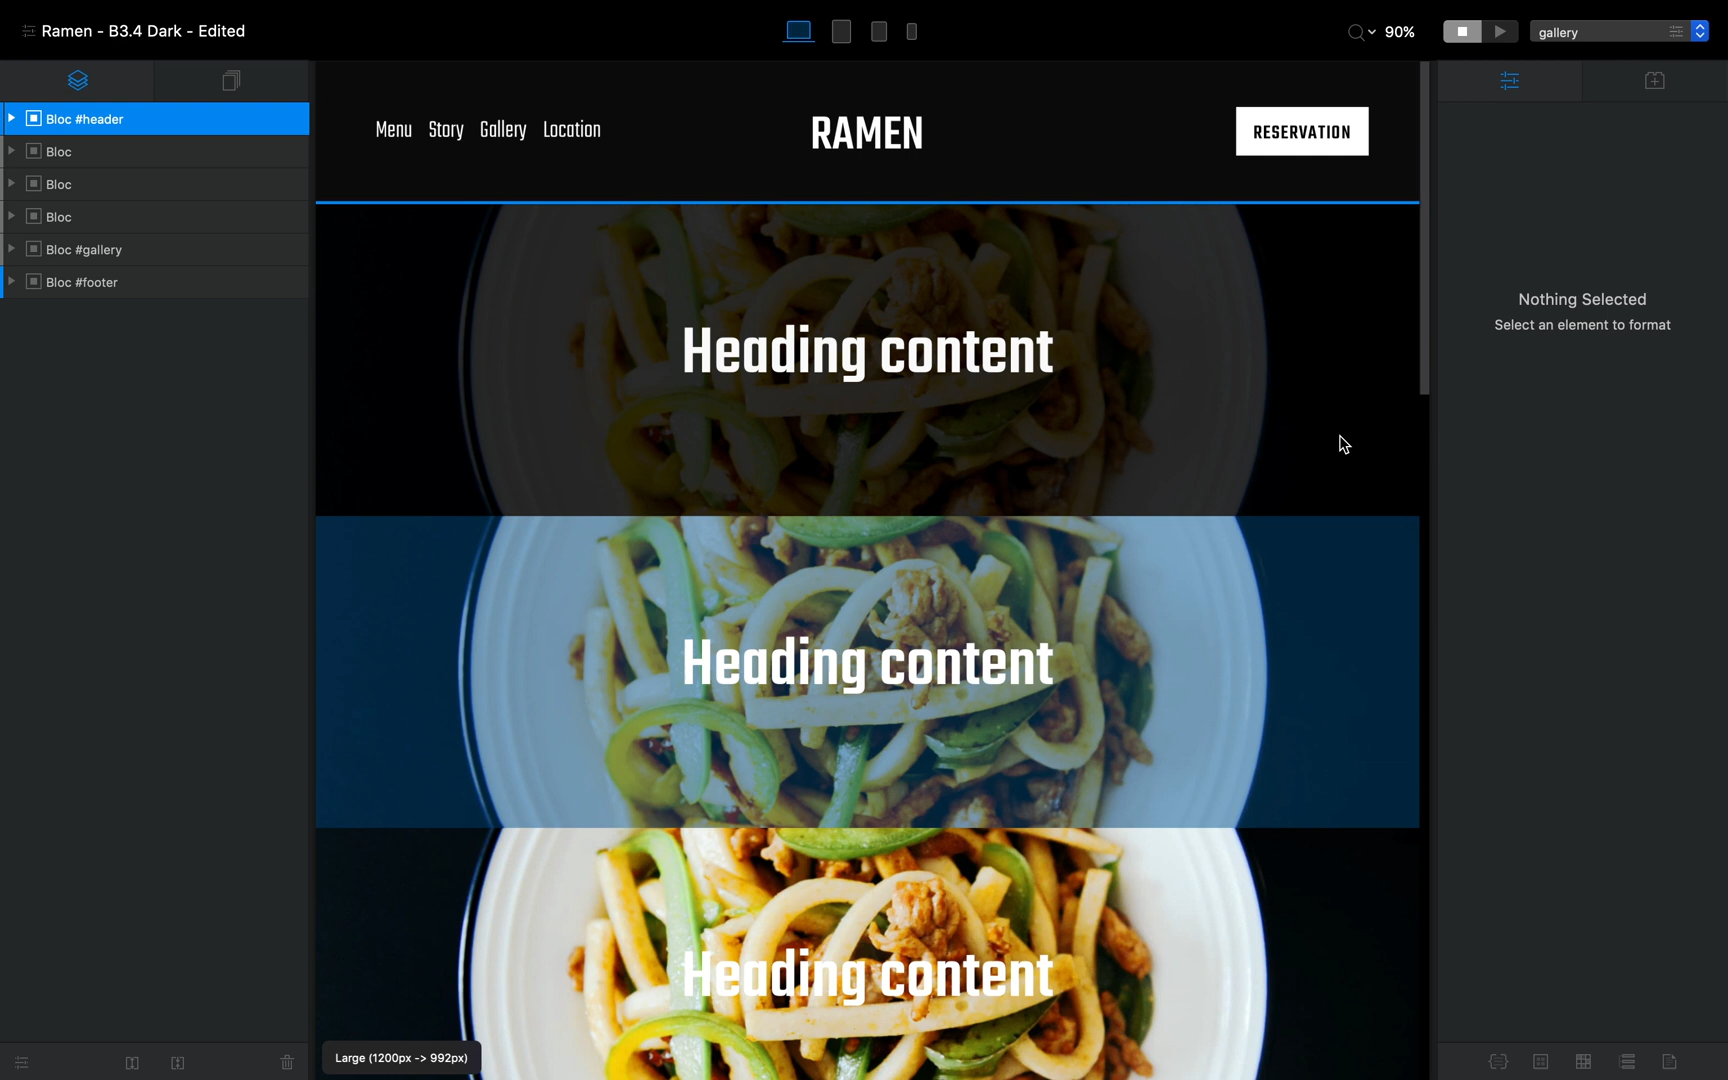 Ramen - B3.4 Dark - Edited
90%
gallery
Bloc #header
Bloc
Bloc
Bloc
Bloc #gallery
Bloc #footer
Menu Story Gallery Location
RAMEN
RESERVATION
Heading content
Heading content
Heading content
Nothing Selected
Select an element to format
Large (1200px -> 992px)